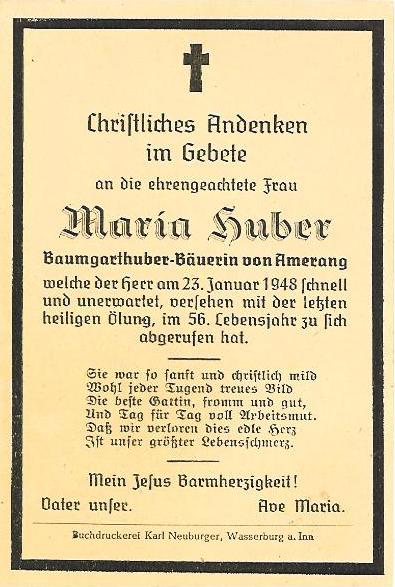 Christliches Andenken
im Gebete
an die ehrengeachtete Frau
Maria Huber
Baumgarthuber-Bäuerin von Amerang
welche der Herr am 23. Januar 1948 schnell
und unerwartet, versehen mit der letzten
heiligen Ölung, im 56. Lebensjahr zu sich
abgerufen hat.
Sie war so sanft und christlich mild
Wohl jeder Tugend treues Bild
Die beste Gattin, fromm und gut,
Und Tag für Tag voll Arbeitsmut.
Daß wir verloren dies edle Herz
Ist unser größter Lebensschmerz.
Mein Jesus Barmherzigkeit!
Vater unser. Ave Maria.
Buchdruckerei Karl Neuburger, Wasserburg a. Inn